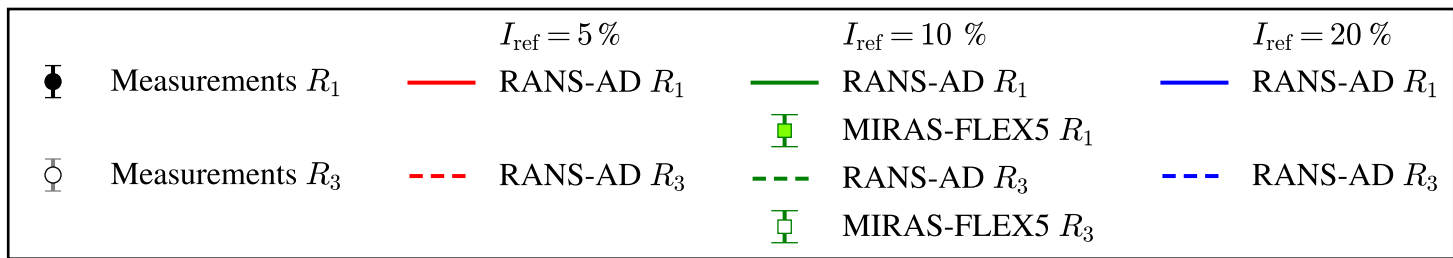 I_ref = 5 % I_ref = 10 % I_ref = 20 %
Measurements R_1 RANS-AD R_1 RANS-AD R_1 RANS-AD R_1
MIRAS-FLEX5 R_1
Measurements R_3 RANS-AD R_3 RANS-AD R_3 RANS-AD R_3
MIRAS-FLEX5 R_3